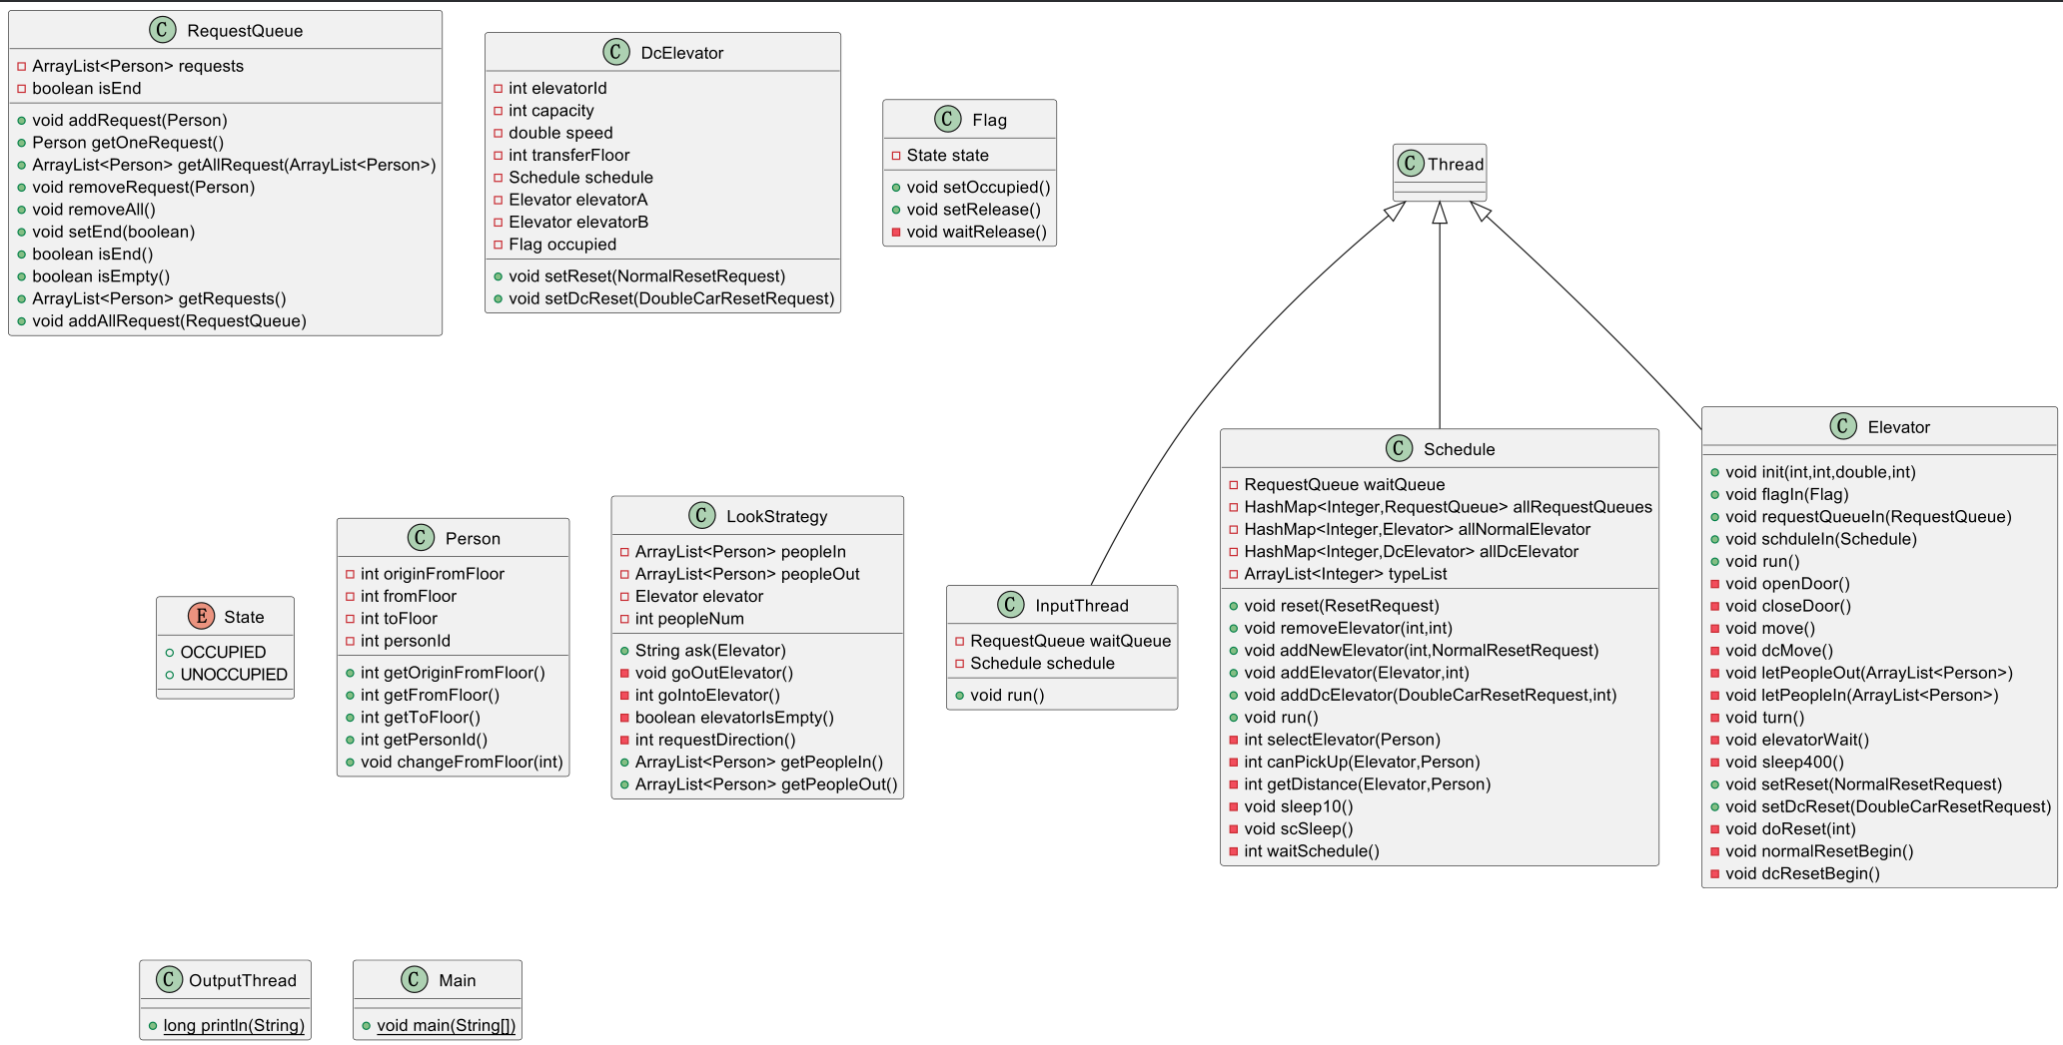 C RequestQueue
ArrayList<Person> requests
boolean isEnd
void addRequest(Person)
Person getOneRequest()
ArrayList<Person> getAllRequest(ArrayList<Person>)
void removeRequest(Person)
void removeAll()
void setEnd(boolean)
boolean isEnd()
boolean isEmpty()
ArrayList<Person> getRequests()
void addAllRequest(RequestQueue)
C DcElevator
int elevatorId
int capacity
double speed
int transferFloor
Schedule schedule
Elevator elevatorA
Elevator elevatorB
Flag occupied
void setReset(NormalResetRequest)
void setDcReset(DoubleCarResetRequest)
C Flag
State state
void setOccupied()
void setRelease()
void waitRelease()
C Thread
E State
OCCUPIED
UNOCCUPIED
C Person
int originFromFloor
int fromFloor
int toFloor
int personId
int getOriginFromFloor()
int getFromFloor()
int getToFloor()
int getPersonId()
void changeFromFloor(int)
C LookStrategy
ArrayList<Person> peopleIn
ArrayList<Person> peopleOut
Elevator elevator
int peopleNum
String ask(Elevator)
void goOutElevator()
int goIntoElevator()
boolean elevatorIsEmpty()
int requestDirection()
ArrayList<Person> getPeopleIn()
ArrayList<Person> getPeopleOut()
C InputThread
RequestQueue waitQueue
Schedule schedule
void run()
C Schedule
RequestQueue waitQueue
HashMap<Integer,RequestQueue> allRequestQueues
HashMap<Integer,Elevator> allNormalElevator
HashMap<Integer,DcElevator> allDcElevator
ArrayList<Integer> typeList
void reset(ResetRequest)
void removeElevator(int,int)
void addNewElevator(int,NormalResetRequest)
void addElevator(Elevator,int)
void addDcElevator(DoubleCarResetRequest,int)
void run()
int selectElevator(Person)
int canPickUp(Elevator,Person)
int getDistance(Elevator,Person)
void sleep10()
void scSleep()
int waitSchedule()
C Elevator
void init(int,int,double,int)
void flagIn(Flag)
void requestQueueIn(RequestQueue)
void schduleIn(Schedule)
void run()
void openDoor()
void closeDoor()
void move()
void dcMove()
void letPeopleOut(ArrayList<Person>)
void letPeopleIn(ArrayList<Person>)
void turn()
void elevatorWait()
void sleep400()
void setReset(NormalResetRequest)
void setDcReset(DoubleCarResetRequest)
void doReset(int)
void normalResetBegin()
void dcResetBegin()
C OutputThread
long println(String)
C Main
void main(String[])